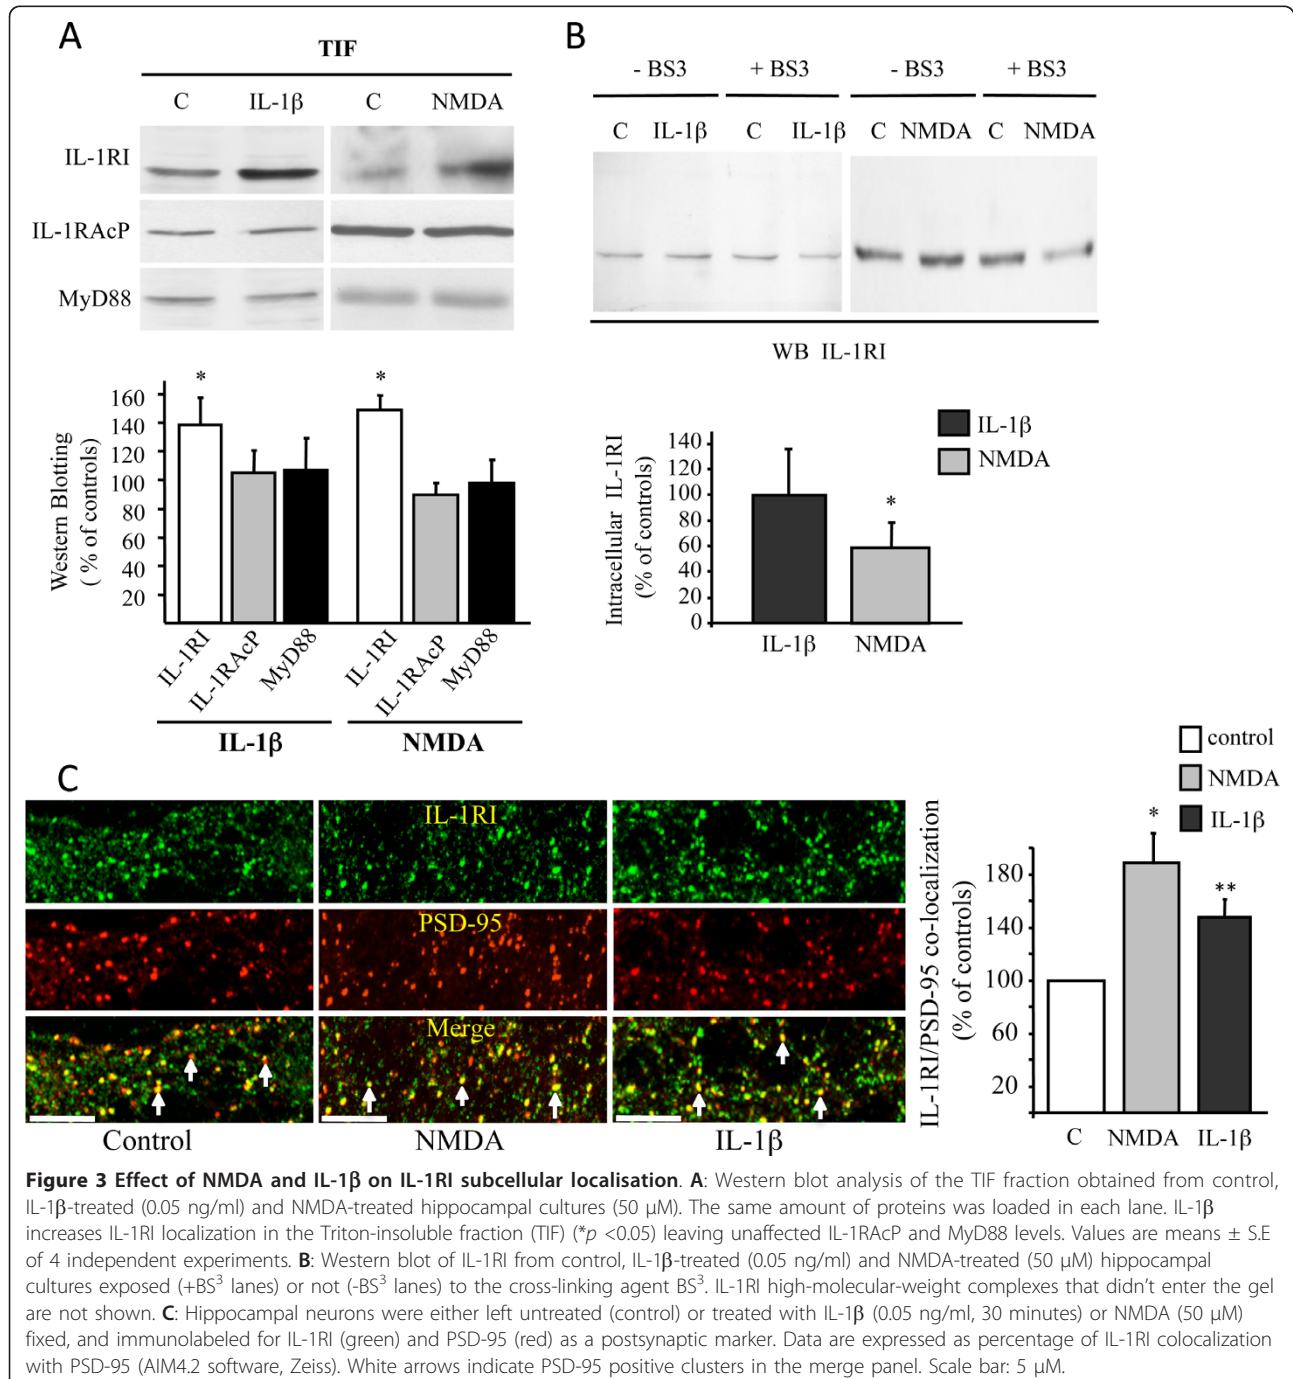 A
TIF
C IL-1β C NMDA
IL-1RI
IL-1RAcP
MyD88
Western Blotting
( % of controls)
160
140
120
100
80
60
40
20
* *
IL-1RI IL-1RAcP MyD88 IL-1RI IL-1RAcP MyD88
IL-1β NMDA
B
- BS3 + BS3 - BS3 + BS3
C IL-1β C IL-1β C NMDA C NMDA
WB IL-1RI
Intracellular IL-1RI
(% of controls)
140
120
100
80
60
40
20
0
*
IL-1β NMDA
IL-1β
NMDA
C
IL-1RI
PSD-95
Merge
Control NMDA IL-1β
IL-1RI/PSD-95 co-localization
(% of controls)
180
140
100
60
20
* **
C NMDA IL-1β
control
NMDA
IL-1β
Figure 3 Effect of NMDA and IL-1β on IL-1RI subcellular localisation. A: Western blot analysis of the TIF fraction obtained from control,
IL-1β-treated (0.05 ng/ml) and NMDA-treated hippocampal cultures (50 μM). The same amount of proteins was loaded in each lane. IL-1β
increases IL-1RI localization in the Triton-insoluble fraction (TIF) (*p <0.05) leaving unaffected IL-1RAcP and MyD88 levels. Values are means ± S.E
of 4 independent experiments. B: Western blot of IL-1RI from control, IL-1β-treated (0.05 ng/ml) and NMDA-treated (50 μM) hippocampal
cultures exposed (+BS³ lanes) or not (-BS³ lanes) to the cross-linking agent BS³. IL-1RI high-molecular-weight complexes that didn't enter the gel
are not shown. C: Hippocampal neurons were either left untreated (control) or treated with IL-1β (0.05 ng/ml, 30 minutes) or NMDA (50 μM)
fixed, and immunolabeled for IL-1RI (green) and PSD-95 (red) as a postsynaptic marker. Data are expressed as percentage of IL-1RI colocalization
with PSD-95 (AIM4.2 software, Zeiss). White arrows indicate PSD-95 positive clusters in the merge panel. Scale bar: 5 μM.